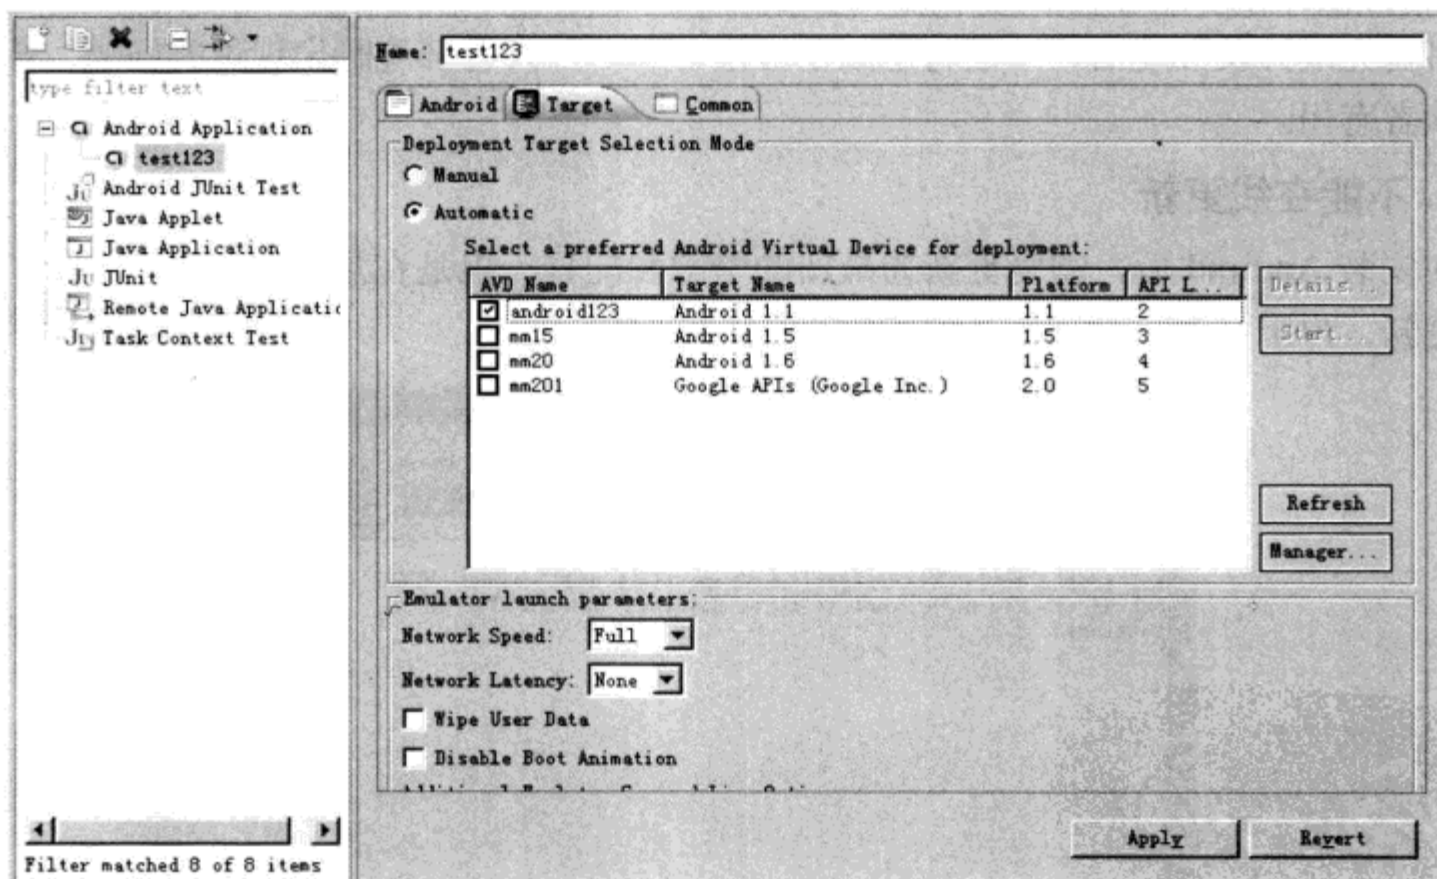 type filter text
Android Application
test123
Android JUnit Test
Java Applet
Java Application
JUnit
Remote Java Applicatio
Task Context Test
Filter matched 8 of 8 items
Name: test123
Android Target Common
Deployment Target Selection Mode
Manual
Automatic
Select a preferred Android Virtual Device for deployment:
AVD Name Target Name Platform API L...
android123 Android 1.1 1.1 2
mm15 Android 1.5 1.5 3
mm20 Android 1.6 1.6 4
mm201 Google APIs (Google Inc.) 2.0 5
Details...
Start...
Refresh
Manager...
Emulator launch parameters:
Network Speed: Full
Network Latency: None
Wipe User Data
Disable Boot Animation
Apply Revert